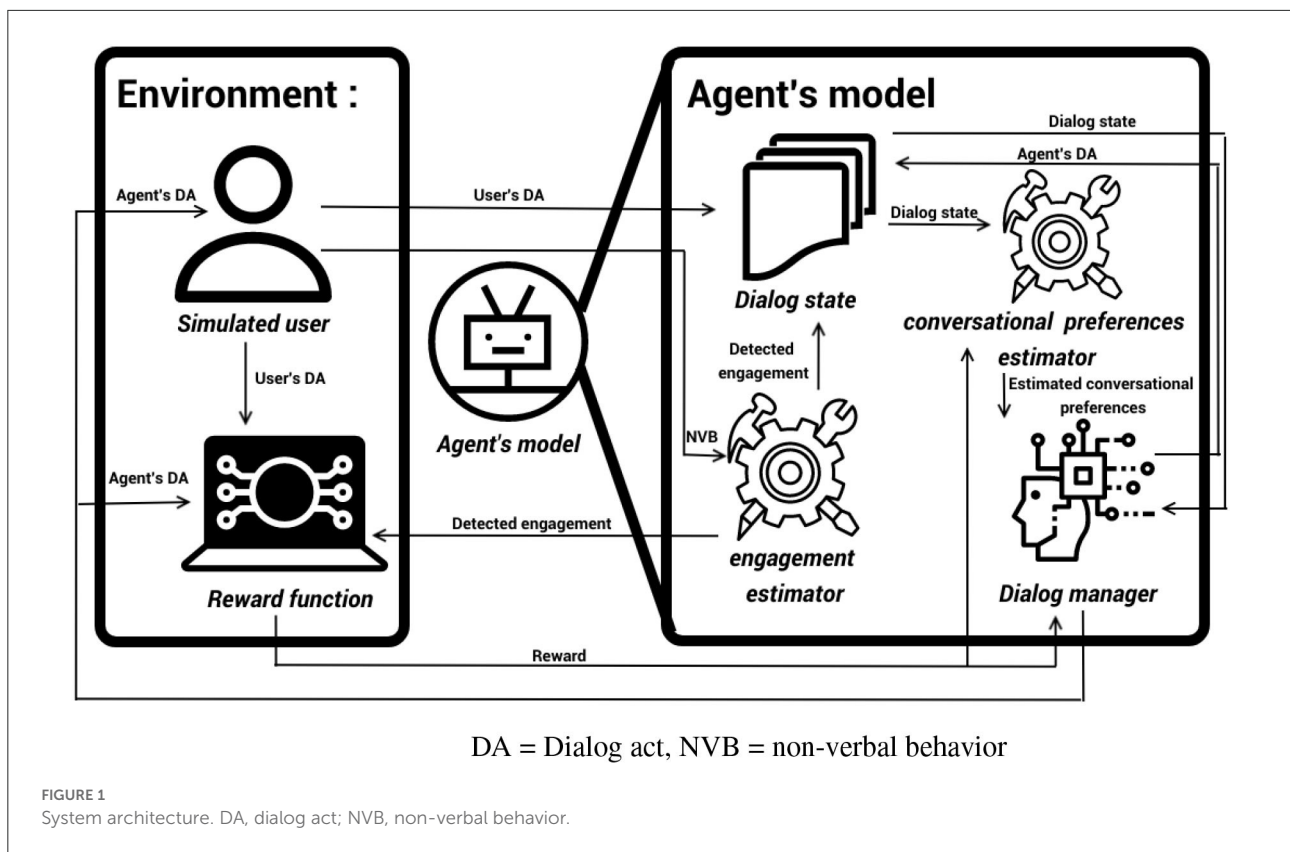 Environment :
Agent's model
Dialog state
Agent's DA
Agent's DA
User's DA
Dialog state
Simulated user
Dialog state
conversational preferences
estimator
User's DA
Detected
engagement
Estimated conversational
preferences
Agent's model
NVB
Agent's DA
Detected engagement
engagement
estimator
Reward function
Dialog manager
Reward
DA = Dialog act, NVB = non-verbal behavior
FIGURE 1
System architecture. DA, dialog act; NVB, non-verbal behavior.